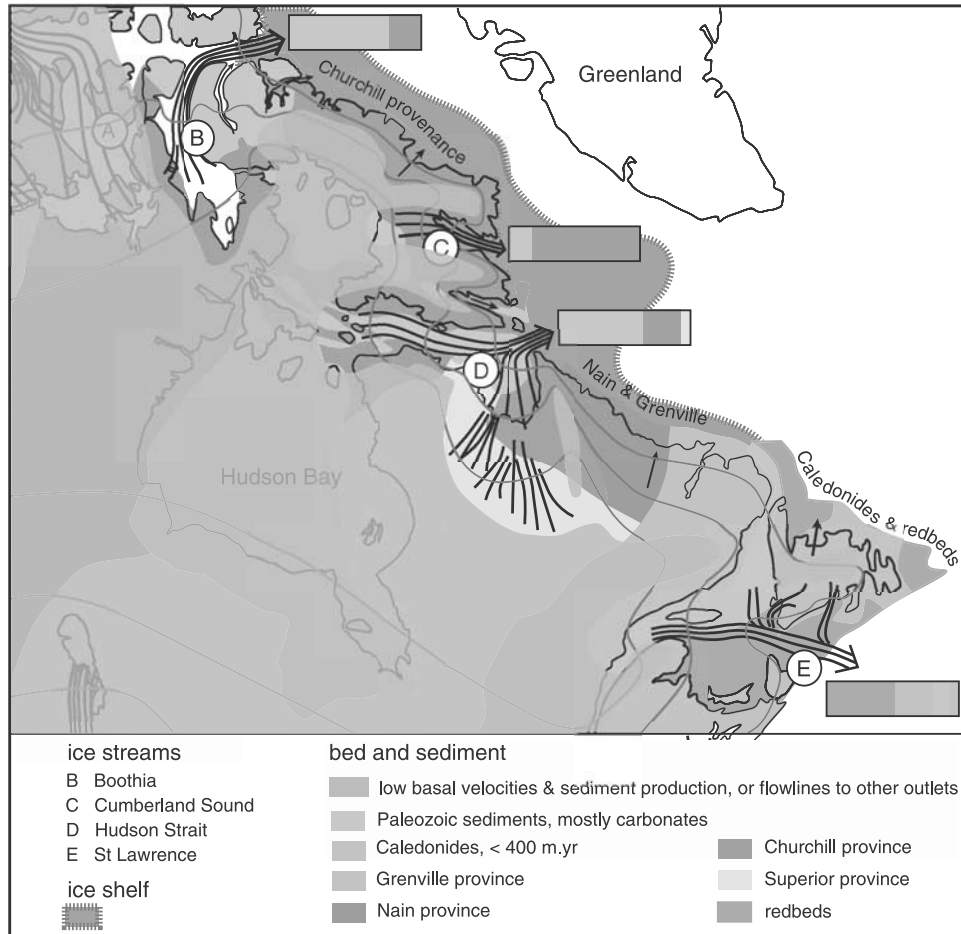 Greenland
Churchill provenance
A
B
C
D
Nain & Grenville
Hudson Bay
Caledonides & redbeds
E
ice streams
B Boothia
C Cumberland Sound
D Hudson Strait
E St Lawrence
ice shelf
bed and sediment
low basal velocities & sediment production, or flowlines to other outlets
Paleozoic sediments, mostly carbonates
Caledonides, < 400 m.yr
Grenville province
Nain province
Churchill province
Superior province
redbeds